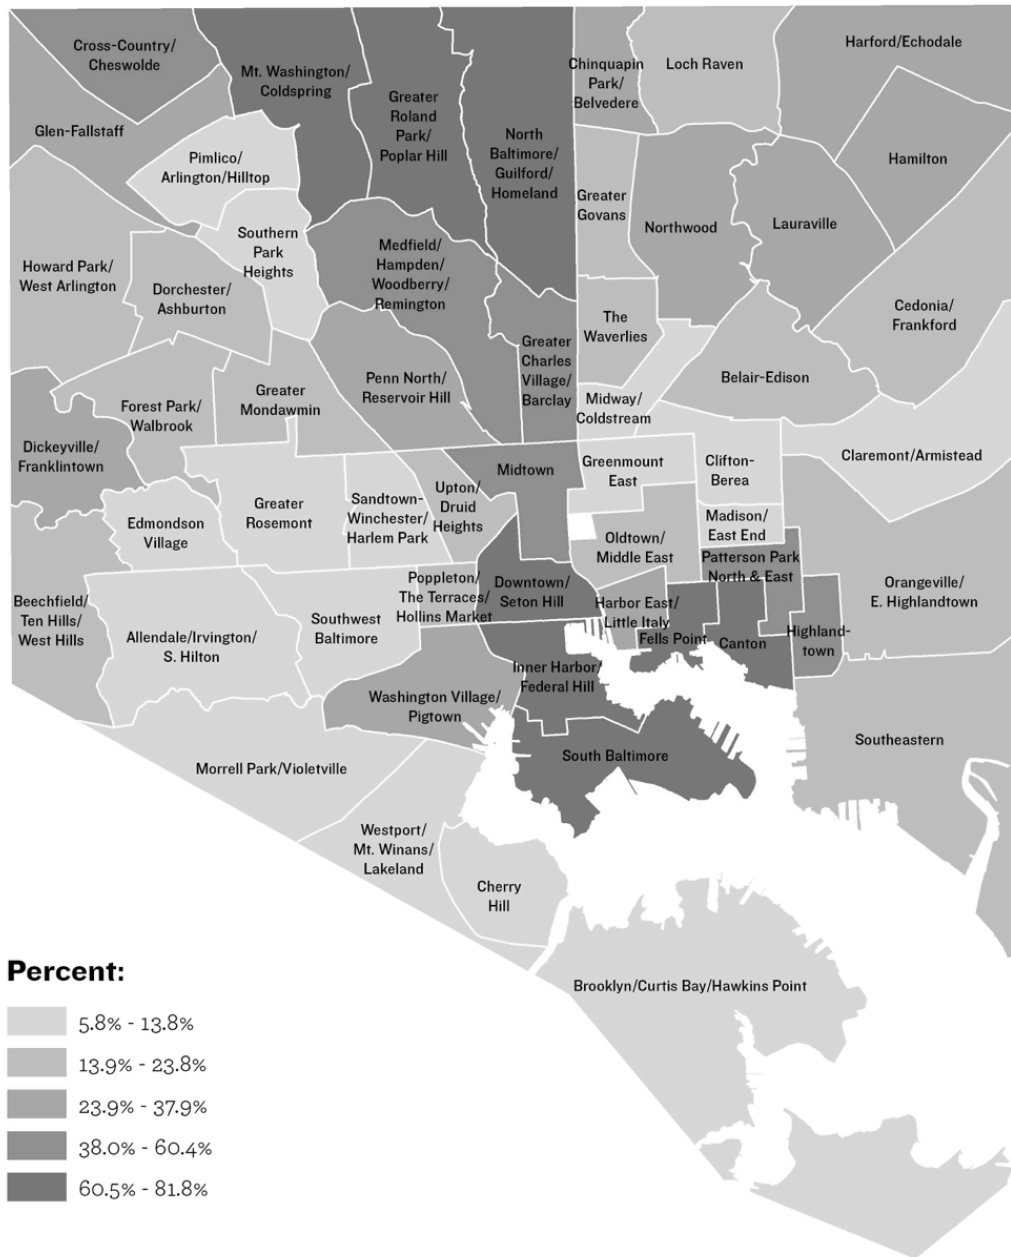 Cross-Country/
Cheswolde
Mt. Washington/
Coldspring
Greater
Roland
Park/
Poplar Hill
North
Baltimore/
Guilford/
Homeland
Chinquapin
Park/
Belvedere
Loch Raven
Harford/Echodale
Glen-Fallstaff
Pimlico/
Arlington/Hilltop
Hamilton
Greater
Govans
Northwood
Lauraville
Southern
Park
Heights
Medfield/
Hampden/
Woodberry/
Remington
Howard Park/
West Arlington
Dorchester/
Ashburton
Cedonia/
Frankford
The
Waverlies
Greater
Charles
Village/
Barclay
Penn North/
Reservoir Hill
Belair-Edison
Greater
Mondawmin
Forest Park/
Walbrook
Midway/
Coldstream
Dickeyville/
Franklintown
Midtown
Greenmount
East
Clifton-
Berea
Claremont/Armistead
Edmondson
Village
Greater
Rosemont
Sandtown-
Winchester/
Harlem Park
Upton/
Druid
Heights
Oldtown/
Middle East
Madison/
East End
Patterson Park
North & East
Orangeville/
E. Highlandtown
Beechfield/
Ten Hills/
West Hills
Allendale/Irvington/
S. Hilton
Southwest
Baltimore
Poppleton/
The Terraces/
Hollins Market
Downtown/
Seton Hill
Harbor East/
Little Italy
Fells Point
Canton
Highland-
town
Inner Harbor/
Federal Hill
Washington Village/
Pigtown
South Baltimore
Southeastern
Morrell Park/Violetville
Westport/
Mt. Winans/
Lakeland
Cherry
Hill
Brooklyn/Curtis Bay/Hawkins Point
Percent:
5.8% - 13.8%
13.9% - 23.8%
23.9% - 37.9%
38.0% - 60.4%
60.5% - 81.8%